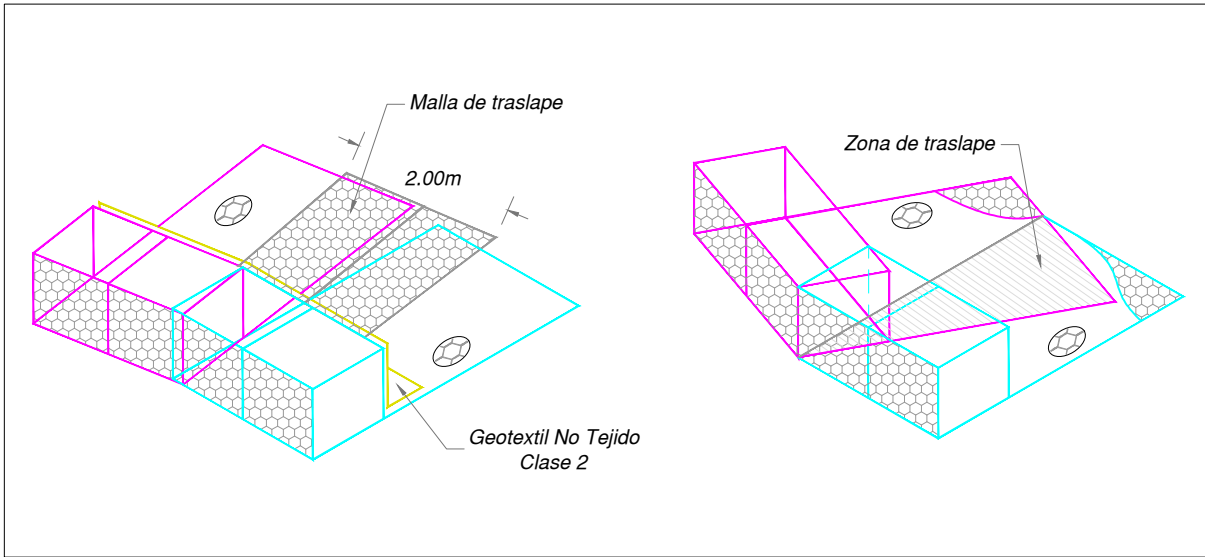 Malla de traslape
2.00m
Geotextil No Tejido
Clase 2
Zona de traslape